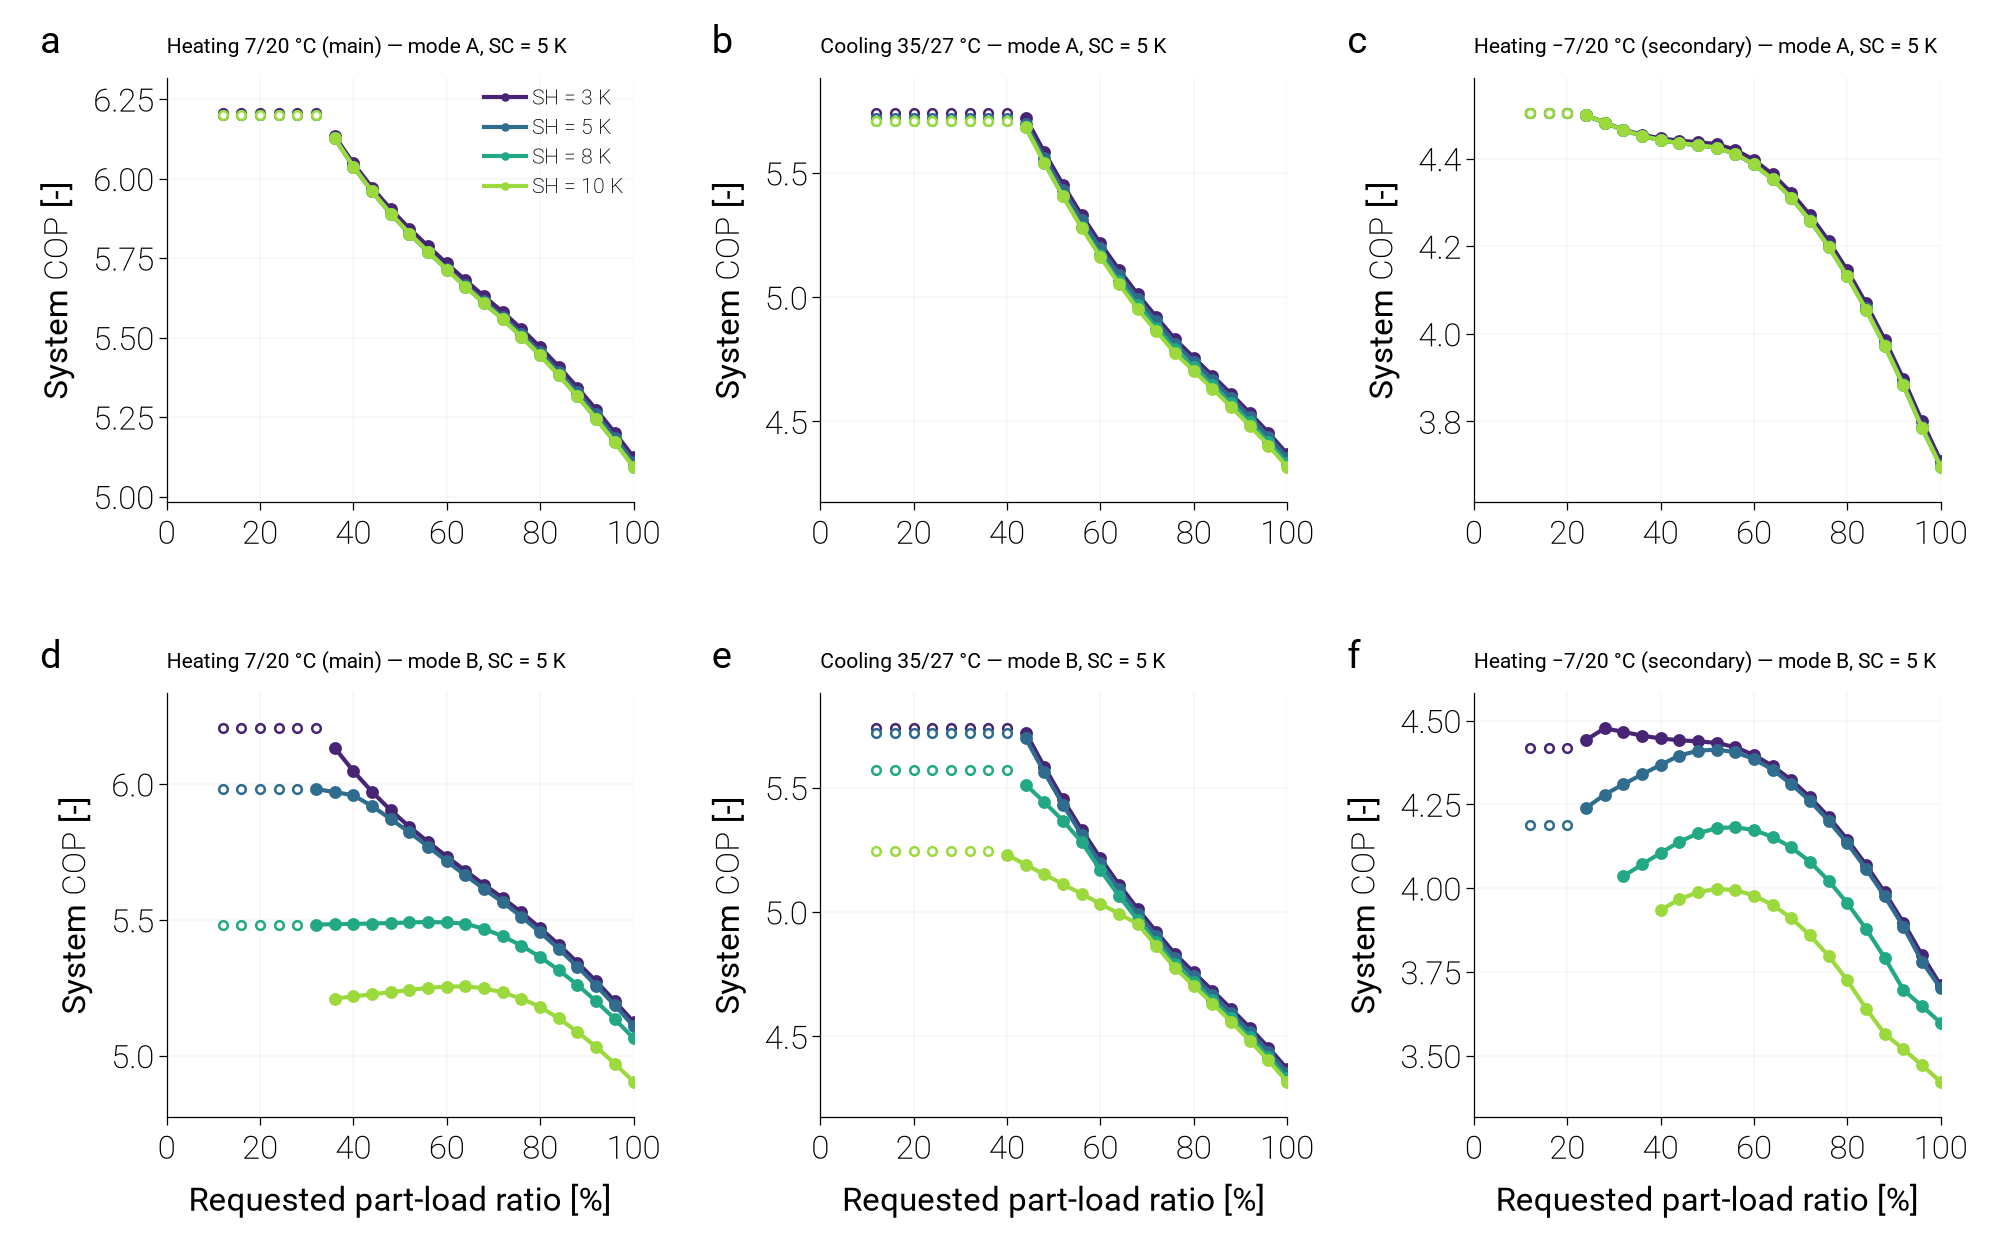 a
Heating 7/20 °C (main) — mode A, SC = 5 K
System COP [-]
6.25
6.00
5.75
5.50
5.25
5.00
0 20 40 60 80 100
SH = 3 K
SH = 5 K
SH = 8 K
SH = 10 K
b
Cooling 35/27 °C — mode A, SC = 5 K
System COP [-]
5.5
5.0
4.5
0 20 40 60 80 100
c
Heating −7/20 °C (secondary) — mode A, SC = 5 K
System COP [-]
4.4
4.2
4.0
3.8
0 20 40 60 80 100
d
Heating 7/20 °C (main) — mode B, SC = 5 K
System COP [-]
6.0
5.5
5.0
0 20 40 60 80 100
Requested part-load ratio [%]
e
Cooling 35/27 °C — mode B, SC = 5 K
System COP [-]
5.5
5.0
4.5
0 20 40 60 80 100
Requested part-load ratio [%]
f
Heating −7/20 °C (secondary) — mode B, SC = 5 K
System COP [-]
4.50
4.25
4.00
3.75
3.50
0 20 40 60 80 100
Requested part-load ratio [%]